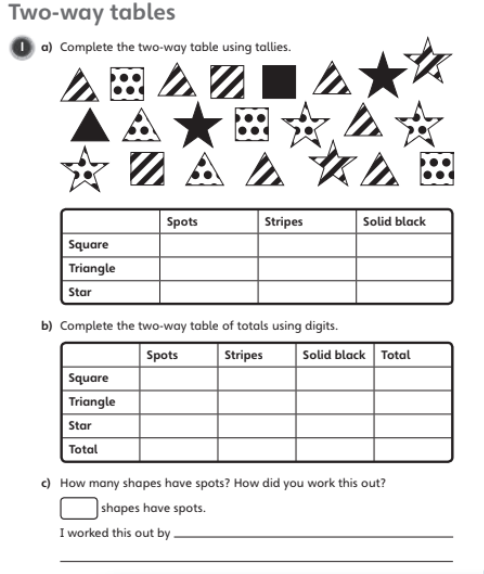 Two-way tables
1 a) Complete the two-way table using tallies.
Spots Stripes Solid black
Square
Triangle
Star
b) Complete the two-way table of totals using digits.
Spots Stripes Solid black Total
Square
Triangle
Star
Total
c) How many shapes have spots? How did you work this out?
shapes have spots.
I worked this out by